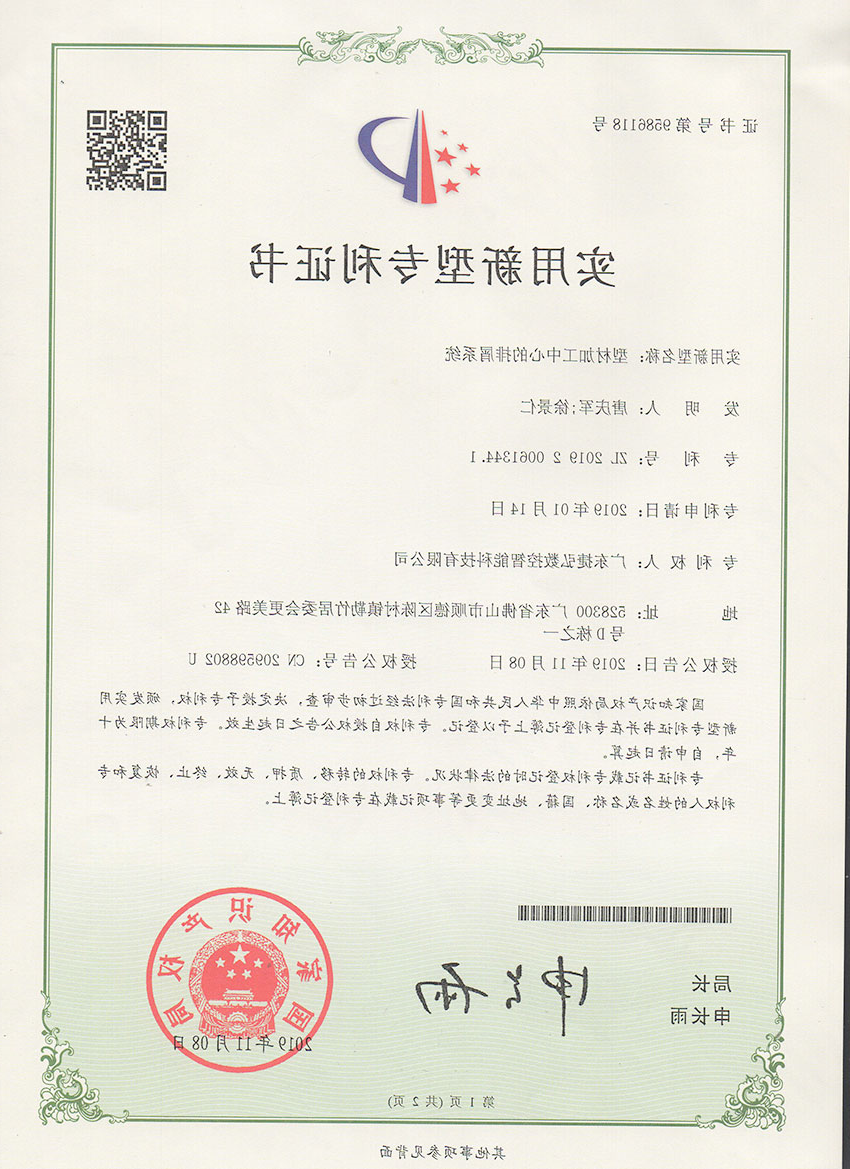 证书号第9586118号
实用新型专利证书
实用新型名称：型材加工中心的排屑系统
发明人：唐庆军;徐景仁
专利号：ZL 2019 2 0061344.1
专利申请日：2019年01月14日
专利权人：广东捷弘数控智能科技有限公司
地址：528300 广东省佛山市顺德区陈村镇勒竹居委会更美路42
号D栋之一
授权公告日：2019年11月08日 授权公告号：CN 209598802 U
国家知识产权局依照中华人民共和国专利法经过初步审查，决定授予专利权，颁发实用
新型专利证书并在专利登记簿上予以登记。专利权自授权公告之日起生效。专利权期限为十
年，自申请日起算。
专利证书记载专利权登记时的法律状况。专利权的转移、质押、无效、终止、恢复和专
利权人的姓名或名称、国籍、地址变更等事项记载在专利登记簿上。
局长
申长雨
申长雨
国家知识产权局
2019年11月08日
第1页(共2页)
其他事项参见背面